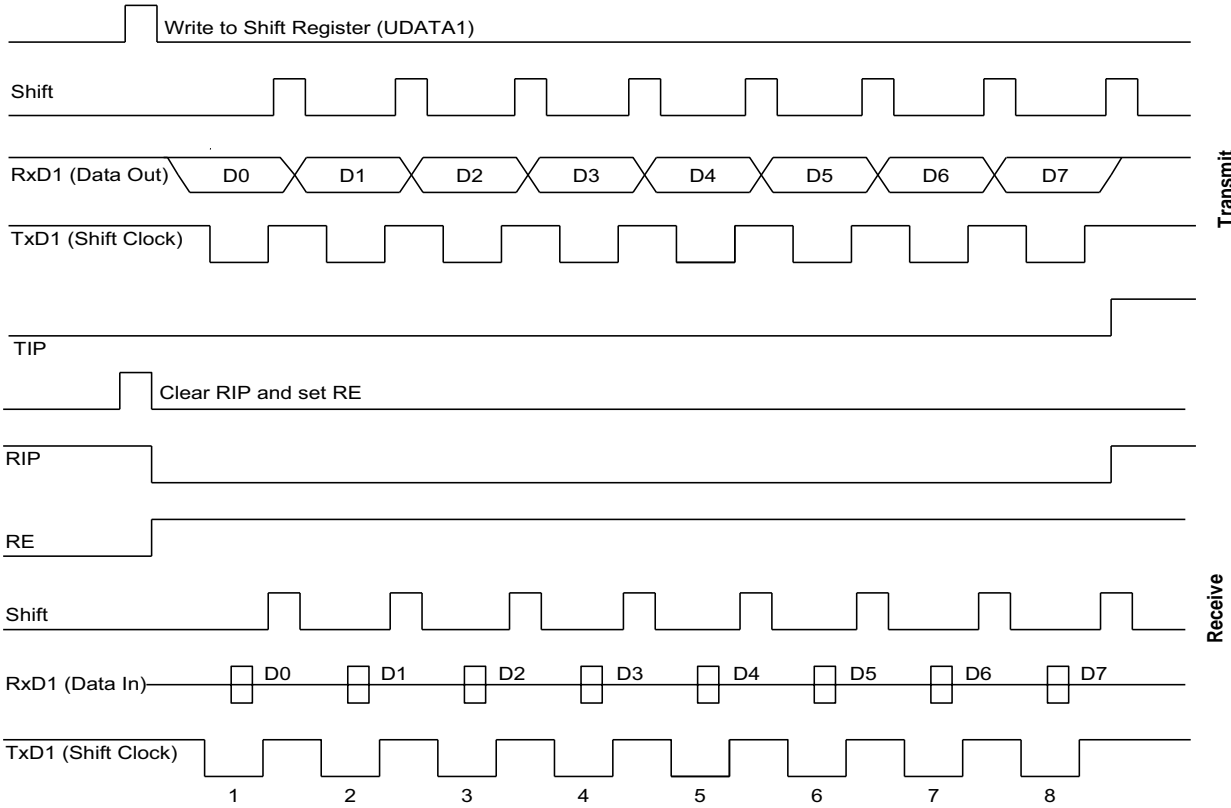 Write to Shift Register (UDATA1)
Shift
RxD1 (Data Out) D0 D1 D2 D3 D4 D5 D6 D7
TxD1 (Shift Clock)
TIP
Transmit
Clear RIP and set RE
RIP
RE
Shift
RxD1 (Data In) D0 D1 D2 D3 D4 D5 D6 D7
TxD1 (Shift Clock)
1 2 3 4 5 6 7 8
Receive